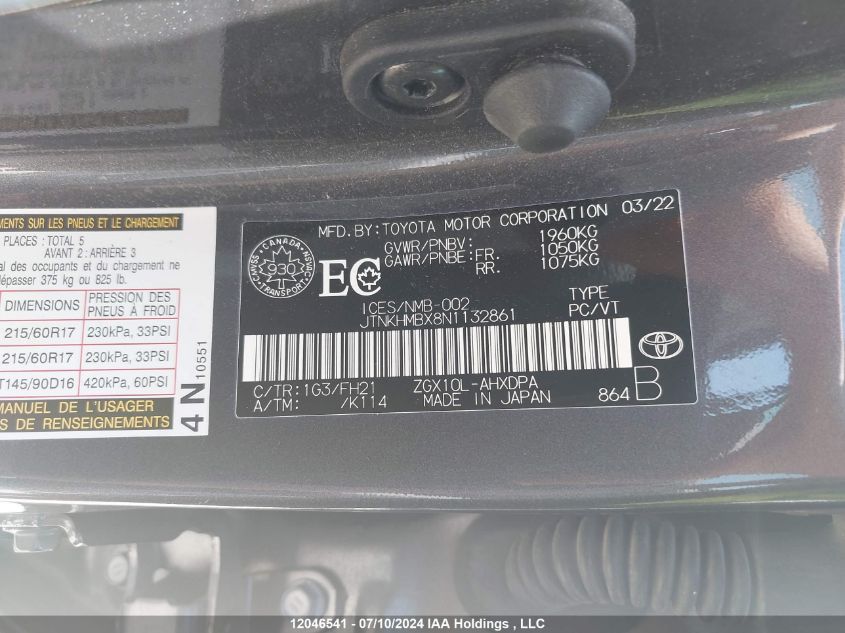 MENTS SUR LES PNEUS ET LE CHARGEMENT
PLACES : TOTAL 5
AVANT 2 : ARRIÈRE 3
al des occupants et du chargement ne
dépasser 375 kg ou 825 lb.
DIMENSIONS
PRESSION DES
PNEUS À FROID
215/60R17
230kPa, 33PSI
215/60R17
230kPa, 33PSI
T145/90D16
420kPa, 60PSI
MANUEL DE L'USAGER
S DE RENSEIGNEMENTS
4 N 10551
MFD.BY:TOYOTA MOTOR CORPORATION 03/22
GVWR/PNBV: 1960KG
GAWR/PNBE:FR. 1050KG
RR. 1075KG
CANADA
930
TRANSPORT
EC
ICES/NMB-002
TYPE
JTNKHMBX8N1132861
PC/VT
C/TR:1G3/FH21
ZGX10L-AHXDPA
A/TM: /K114
MADE IN JAPAN
864 B
12046541 - 07/10/2024 IAA Holdings , LLC